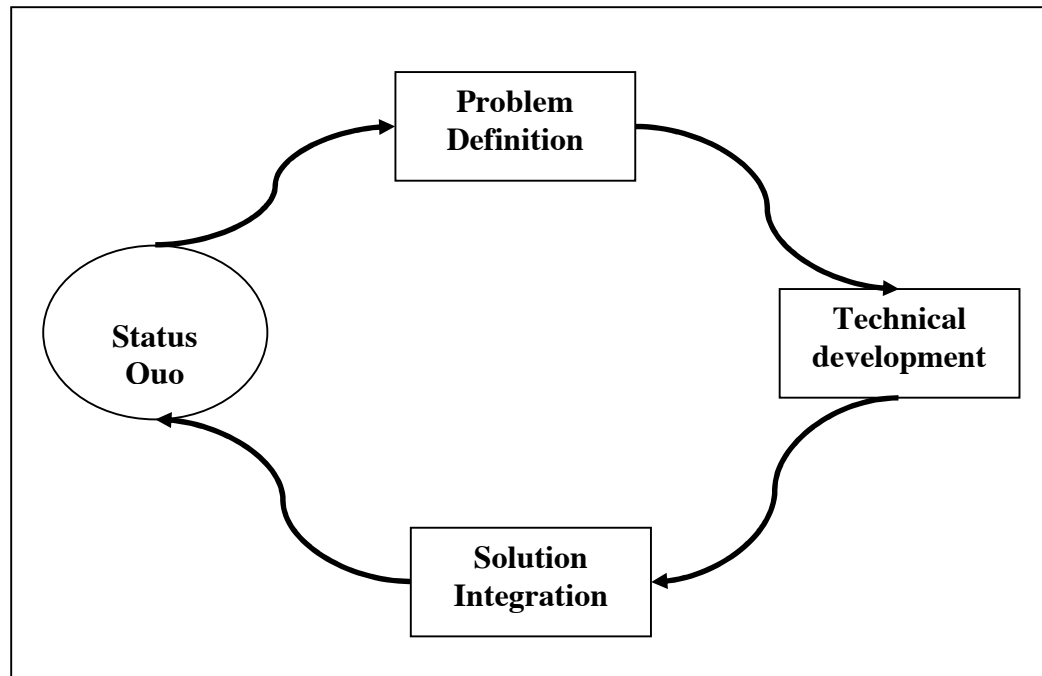 Problem
Definition
Technical
development
Status
Ouo
Solution
Integration